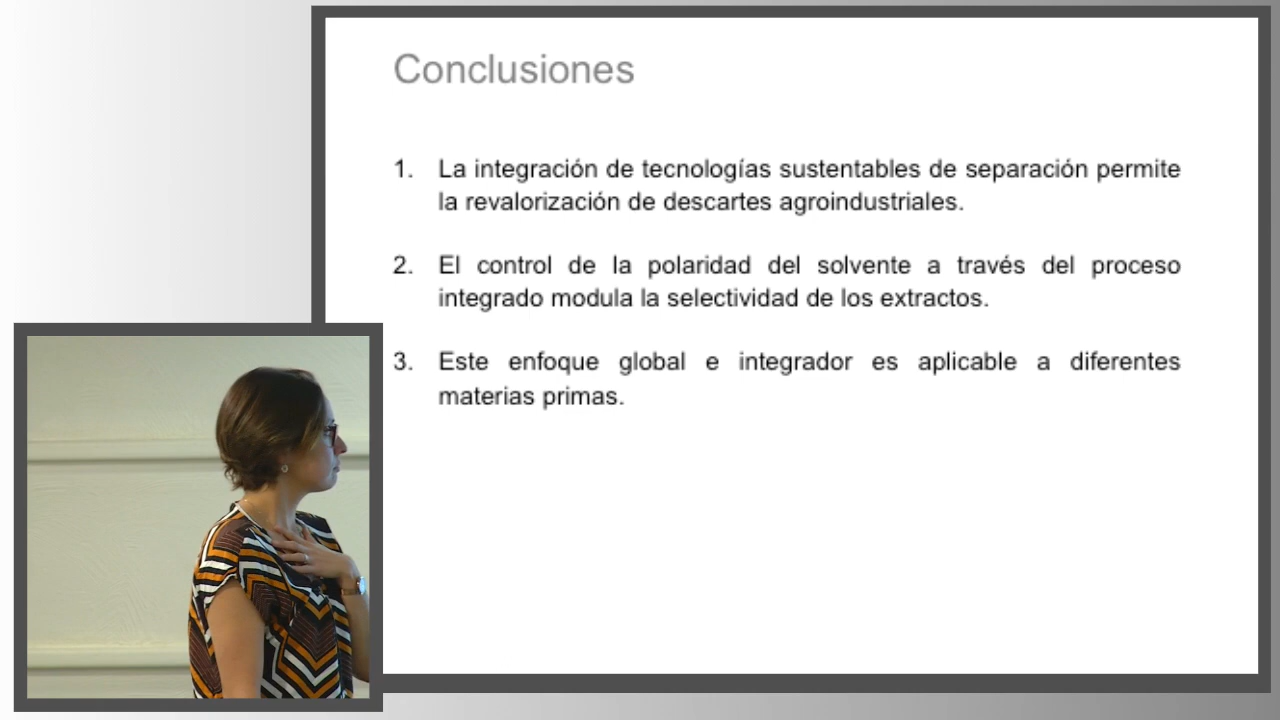 Conclusiones
1. La integración de tecnologías sustentables de separación permite
la revalorización de descartes agroindustriales.
2. El control de la polaridad del solvente a través del proceso
integrado modula la selectividad de los extractos.
3. Este enfoque global e integrador es aplicable a diferentes
materias primas.